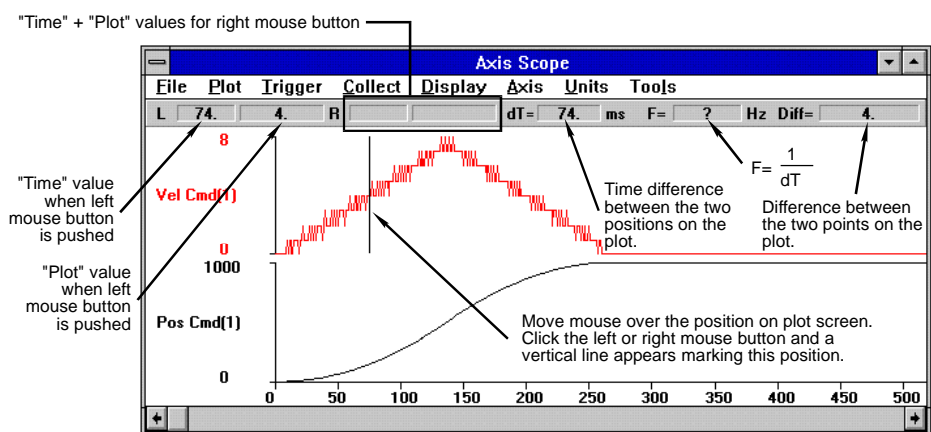 "Time" + "Plot" values for right mouse button
Axis Scope
File Plot Trigger Collect Display Axis Units Tools
L 74. 4. R dT= 74. ms F= ? Hz Diff= 4.
8
Vel Cmd(1)
0
"Time" value
when left
mouse button
is pushed
"Plot" value
when left
mouse button
is pushed
Time difference
between the two
positions on the
plot.
F= 1
dT
Difference between
the two points on the
plot.
1000
Pos Cmd(1)
0
Move mouse over the position on plot screen.
Click the left or right mouse button and a
vertical line appears marking this position.
0 50 100 150 200 250 300 350 400 450 500